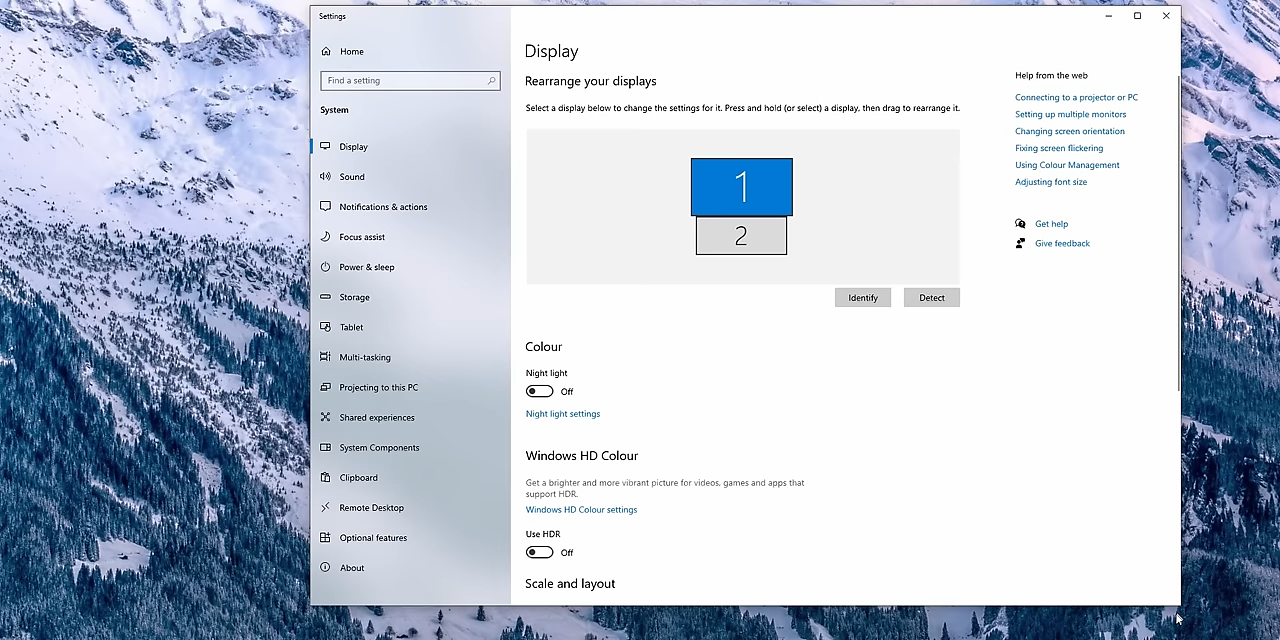 Settings
Home
Find a setting
System
Display
Sound
Notifications & actions
Focus assist
Power & sleep
Storage
Tablet
Multi-tasking
Projecting to this PC
Shared experiences
System Components
Clipboard
Remote Desktop
Optional features
About
Display
Rearrange your displays
Select a display below to change the settings for it. Press and hold (or select) a display, then drag to rearrange it.
1
2
Identify
Detect
Colour
Night light
Off
Night light settings
Windows HD Colour
Get a brighter and more vibrant picture for videos, games and apps that
support HDR.
Windows HD Colour settings
Use HDR
Off
Scale and layout
Help from the web
Connecting to a projector or PC
Setting up multiple monitors
Changing screen orientation
Fixing screen flickering
Using Colour Management
Adjusting font size
Get help
Give feedback